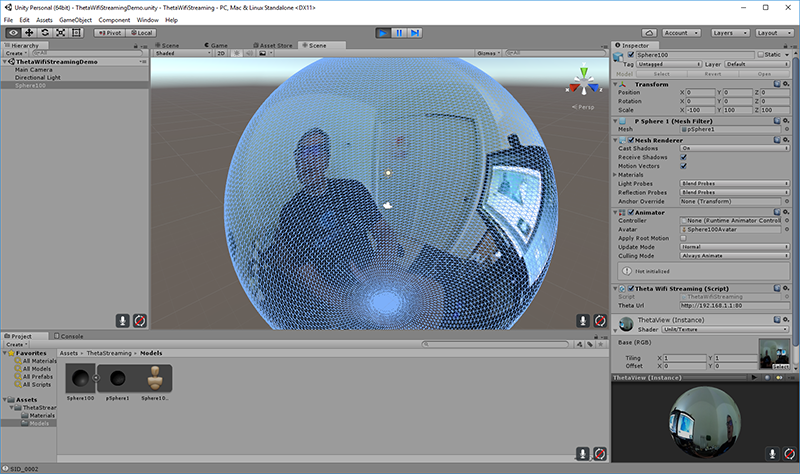 Unity Personal (64bit) - ThetaWifiStreamingDemo.unity - ThetaWifiStreaming - PC, Mac & Linux Standalone <DX11>
File Edit Assets GameObject Component Window Help
Pivot Local Account Layers Layout
Hierarchy
Create All
ThetaWifiStreamingDemo
Main Camera
Directional Light
Sphere100
Scene Game Asset Store Scene
Shaded 2D Gizmos All
Persp
Inspector
Sphere100 Static
Tag Untagged Layer Default
Model Select Revert Open
Transform
Position X 0 Y 0 Z 0
Rotation X 0 Y 0 Z 0
Scale X -100 Y 100 Z 100
P Sphere 1 (Mesh Filter)
Mesh pSphere1
Mesh Renderer
Cast Shadows On
Receive Shadows
Motion Vectors
Materials
Light Probes Blend Probes
Reflection Probes Blend Probes
Anchor Override None (Transform)
Animator
Controller None (Runtime Animator Controll
Avatar Sphere100Avatar
Apply Root Motion
Update Mode Normal
Culling Mode Always Animate
Not initialized
Theta Wifi Streaming (Script)
Script ThetaWifiStreaming
Theta Url http://192.168.1.1:80
ThetaView (Instance)
Shader Unlit/Texture
Base (RGB)
Tiling X 1 Y 1
Offset X 0 Y 0
Select
ThetaView (Instance)
Project Console
Create
Favorites
All Materials
All Models
All Prefabs
All Scripts
Assets
ThetaStream
Materials
Models
Assets ThetaStreaming Models
Sphere100 pSphere1 Sphere10...
SID_0002